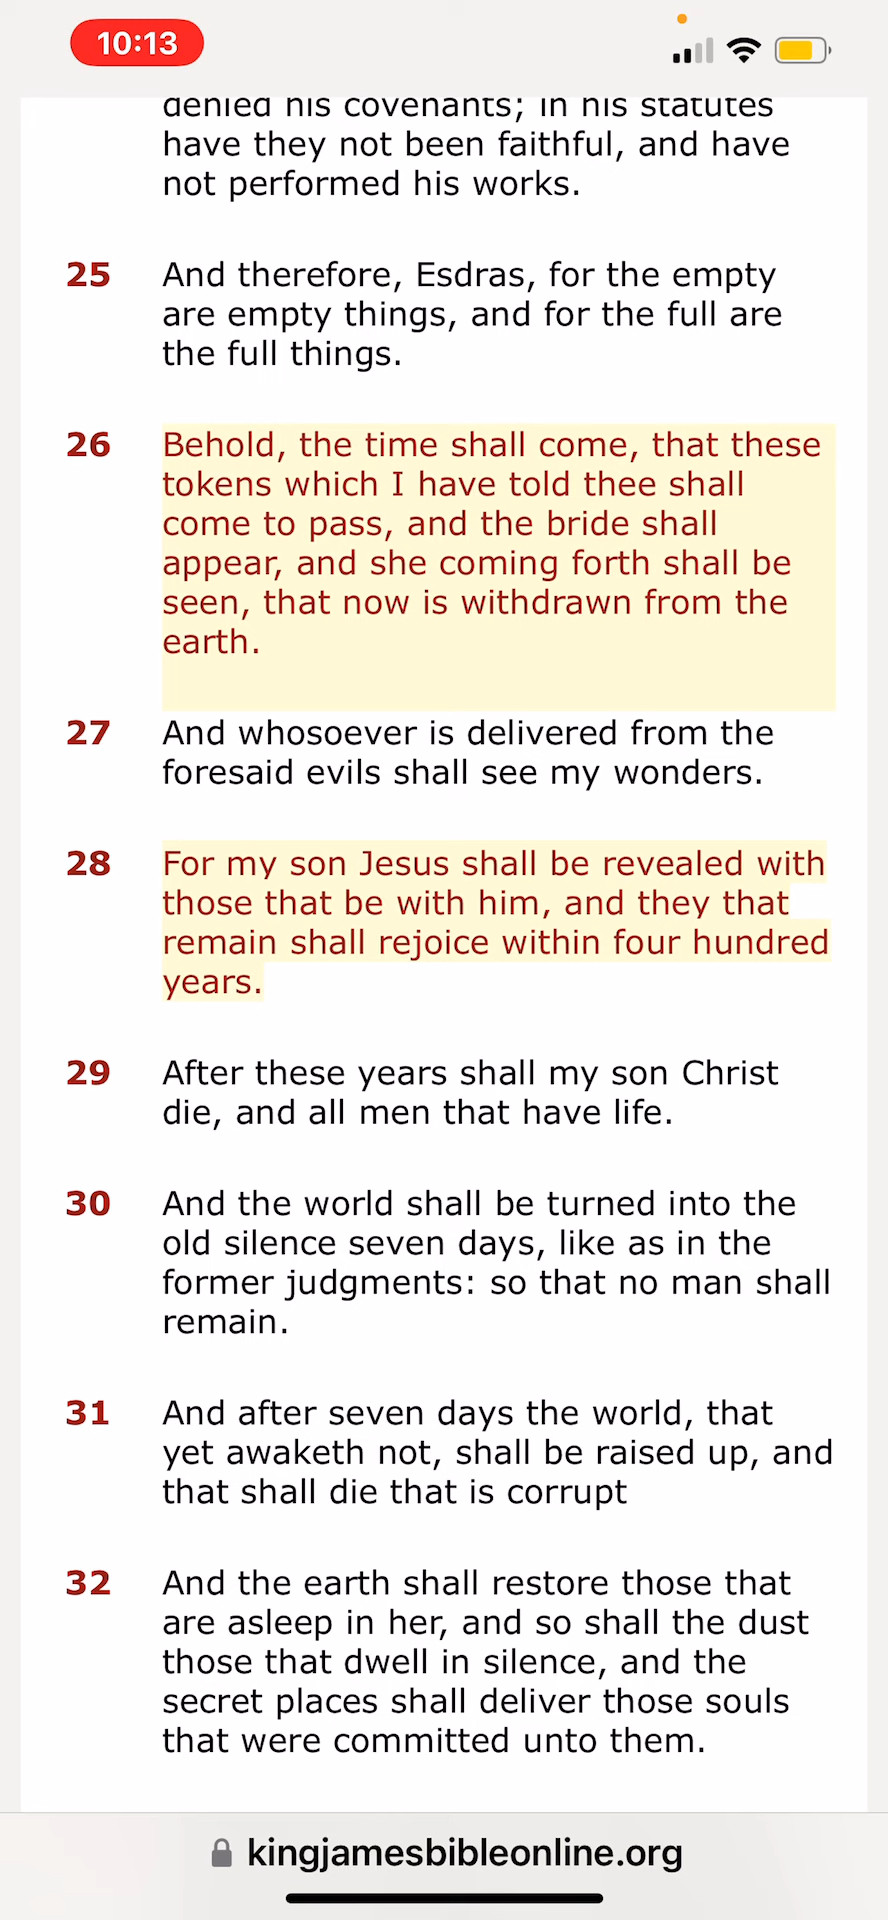 10:13
denied his covenants; in his statutes
have they not been faithful, and have
not performed his works.
25 And therefore, Esdras, for the empty
are empty things, and for the full are
the full things.
26 Behold, the time shall come, that these
tokens which I have told thee shall
come to pass, and the bride shall
appear, and she coming forth shall be
seen, that now is withdrawn from the
earth.
27 And whosoever is delivered from the
foresaid evils shall see my wonders.
28 For my son Jesus shall be revealed with
those that be with him, and they that
remain shall rejoice within four hundred
years.
29 After these years shall my son Christ
die, and all men that have life.
30 And the world shall be turned into the
old silence seven days, like as in the
former judgments: so that no man shall
remain.
31 And after seven days the world, that
yet awaketh not, shall be raised up, and
that shall die that is corrupt
32 And the earth shall restore those that
are asleep in her, and so shall the dust
those that dwell in silence, and the
secret places shall deliver those souls
that were committed unto them.
kingjamesbibleonline.org